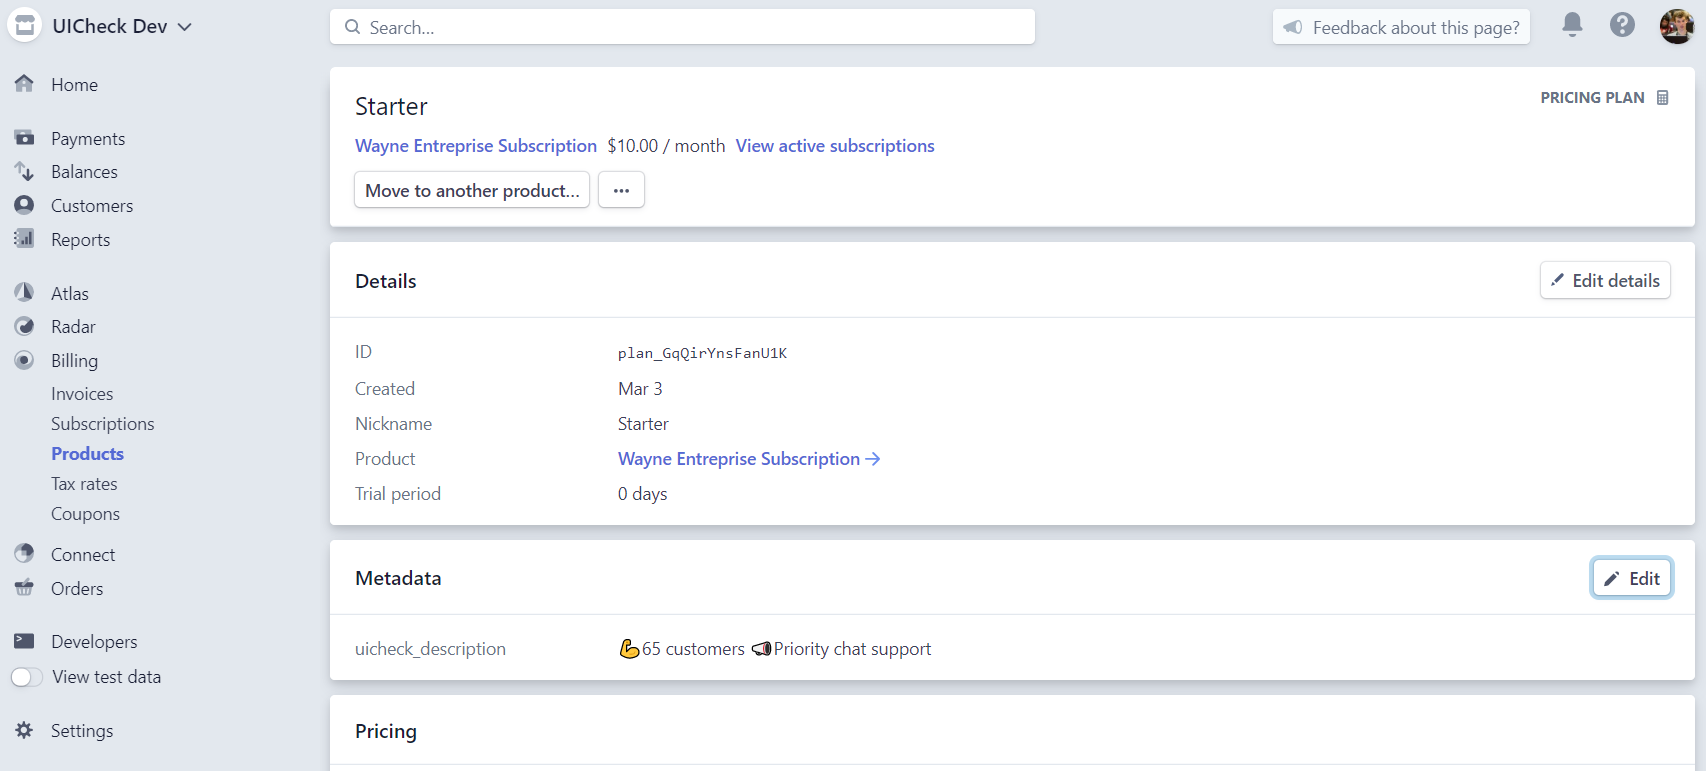 UICheck Dev
Search...
Feedback about this page?
Home
Payments
Balances
Customers
Reports
Atlas
Radar
Billing
Invoices
Subscriptions
Products
Tax rates
Coupons
Connect
Orders
Developers
View test data
Settings
Starter
PRICING PLAN
Wayne Entreprise Subscription $10.00 / month View active subscriptions
Move to another product...
Details
Edit details
ID plan_GqQirYnsFanU1K
Created Mar 3
Nickname Starter
Product Wayne Entreprise Subscription →
Trial period 0 days
Metadata
Edit
uicheck_description 💪65 customers 📢Priority chat support
Pricing